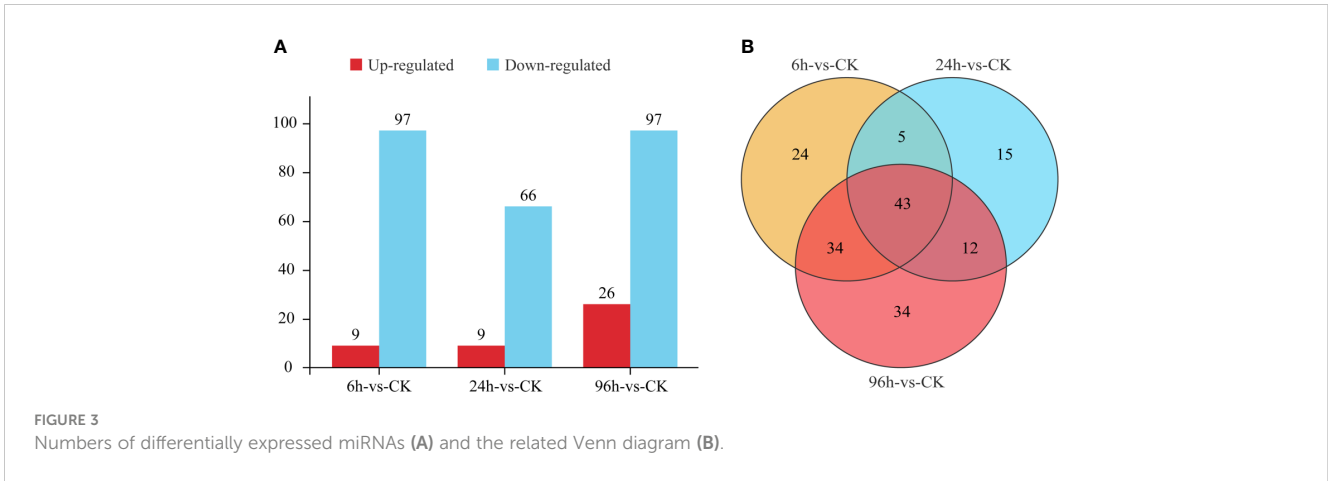 A
Up-regulated Down-regulated
100
80
60
40
20
0
97
97
66
26
9
9
6h-vs-CK 24h-vs-CK 96h-vs-CK
B
6h-vs-CK 24h-vs-CK
5
24 15
43
34 12
34
96h-vs-CK
FIGURE 3
Numbers of differentially expressed miRNAs (A) and the related Venn diagram (B).